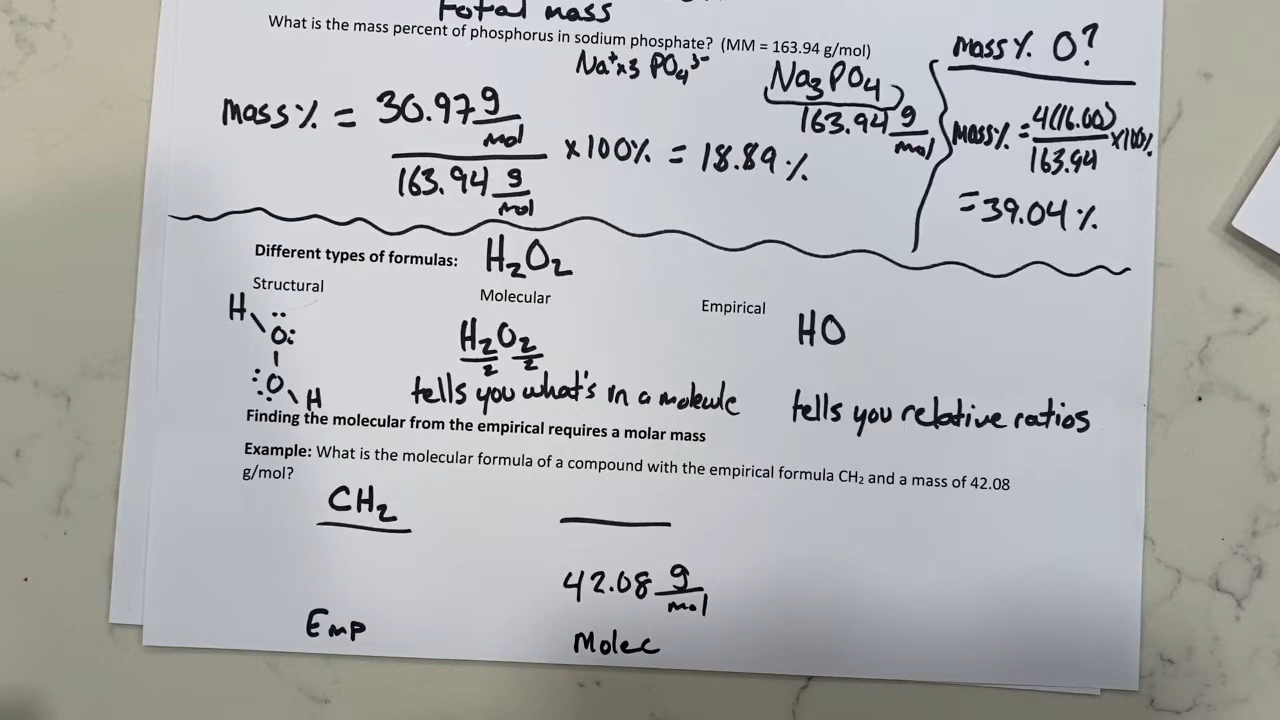 total mass
What is the mass percent of phosphorus in sodium phosphate? (MM = 163.94 g/mol)
Na⁺x3 PO₄³⁻
Na₃PO₄
163.94 g/mol
mass % = 30.97 g/mol / 163.94 g/mol x100% = 18.89 %
Mass %. O?
Mass% = 4(16.00) / 163.94 x100%
= 39.04 %
Different types of formulas: H₂O₂
Structural
Molecular
Empirical
H
O
O
H
H₂O₂
2 2
HO
tells you what's in a molecule
tells you relative ratios
Finding the molecular from the empirical requires a molar mass
Example: What is the molecular formula of a compound with the empirical formula CH₂ and a mass of 42.08
g/mol?
CH₂
42.08 g/mol
Emp
Molec